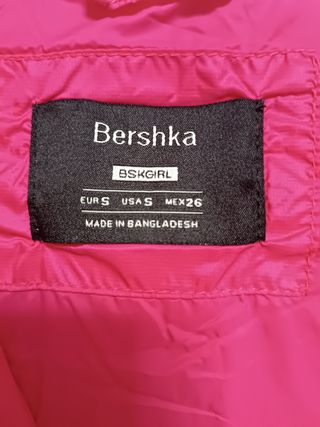 Bershka
BSKGIRL
EUR S USA S MEX 26
MADE IN BANGLADESH